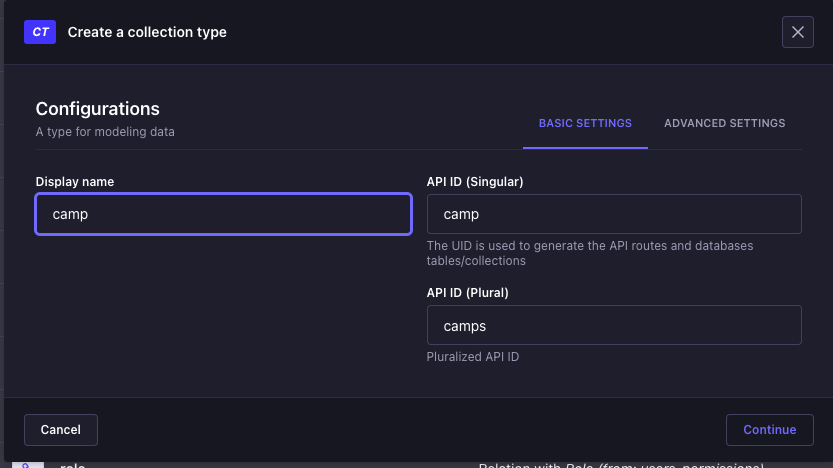 CT Create a collection type
Configurations
A type for modeling data
BASIC SETTINGS ADVANCED SETTINGS
Display name
camp
API ID (Singular)
camp
The UID is used to generate the API routes and databases
tables/collections
API ID (Plural)
camps
Pluralized API ID
Cancel Continue
role Relation with Role (from: users-permissions)